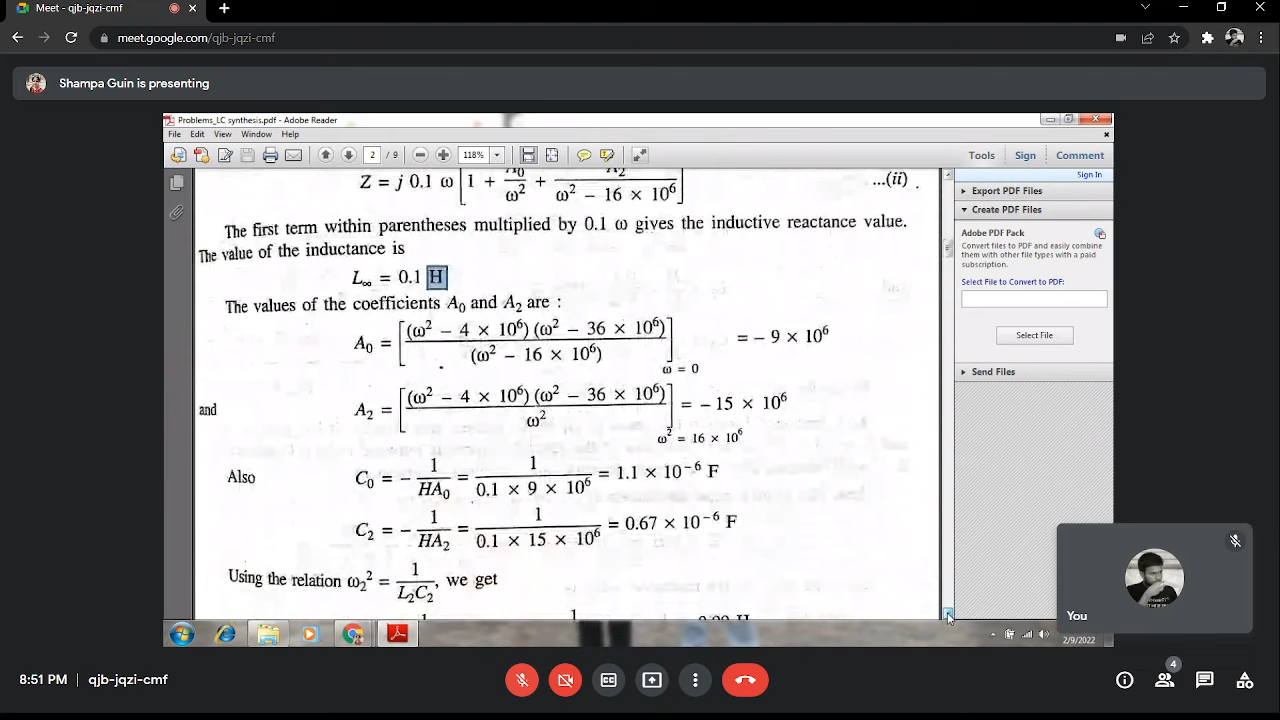 Meet - qjb-jqzi-cmf
meet.google.com/qjb-jqzi-cmf
Shampa Guin is presenting
Problems_LC synthesis.pdf - Adobe Reader
File Edit View Window Help
2 / 9 118% Tools Sign Comment
Sign In
Export PDF Files
Create PDF Files
Adobe PDF Pack
Convert files to PDF and easily combine
them with other file types with a paid
subscription.
Select File to Convert to PDF:
Select File
Send Files
Z = j 0.1 ω [1 + A₀/ω² + A₂/(ω² − 16 × 10⁶)] ...(ii)
The first term within parentheses multiplied by 0.1 ω gives the inductive reactance value.
The value of the inductance is
L∞ = 0.1 H
The values of the coefficients A₀ and A₂ are :
A₀ = [(ω² − 4 × 10⁶) (ω² − 36 × 10⁶)/(ω² − 16 × 10⁶)] ω = 0 = − 9 × 10⁶
and A₂ = [(ω² − 4 × 10⁶) (ω² − 36 × 10⁶)/ω²] ω² = 16 × 10⁶ = − 15 × 10⁶
Also C₀ = − 1/HA₀ = 1/(0.1 × 9 × 10⁶) = 1.1 × 10⁻⁶ F
C₂ = − 1/HA₂ = 1/(0.1 × 15 × 10⁶) = 0.67 × 10⁻⁶ F
Using the relation ω₂² = 1/L₂C₂, we get
You
2/9/2022
8:51 PM | qjb-jqzi-cmf
4